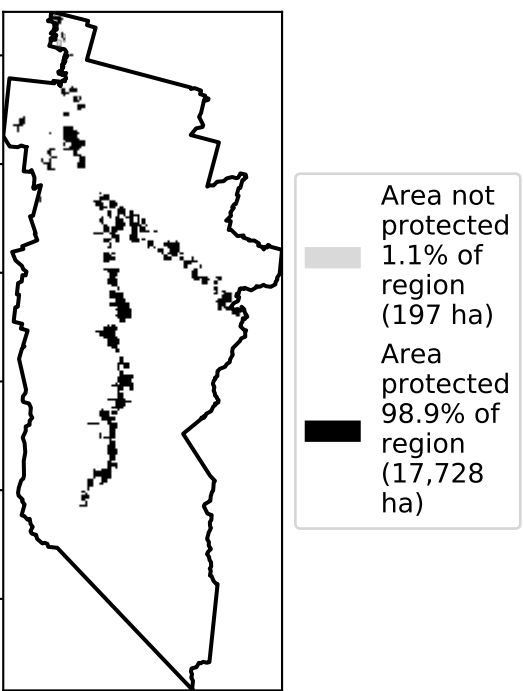 Area not
protected
1.1% of
region
(197 ha)
Area
protected
98.9% of
region
(17,728
ha)